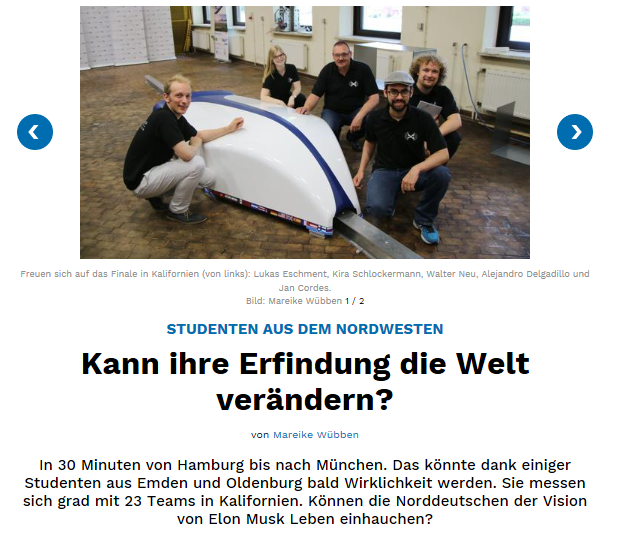 Freuen sich auf das Finale in Kalifornien (von links): Lukas Eschment, Kira Schlockermann, Walter Neu, Alejandro Delgadillo und
Jan Cordes.
Bild: Mareike Wübben 1 / 2
STUDENTEN AUS DEM NORDWESTEN
Kann ihre Erfindung die Welt
verändern?
von Mareike Wübben
In 30 Minuten von Hamburg bis nach München. Das könnte dank einiger
Studenten aus Emden und Oldenburg bald Wirklichkeit werden. Sie messen
sich grad mit 23 Teams in Kalifornien. Können die Norddeutschen der Vision
von Elon Musk Leben einhauchen?